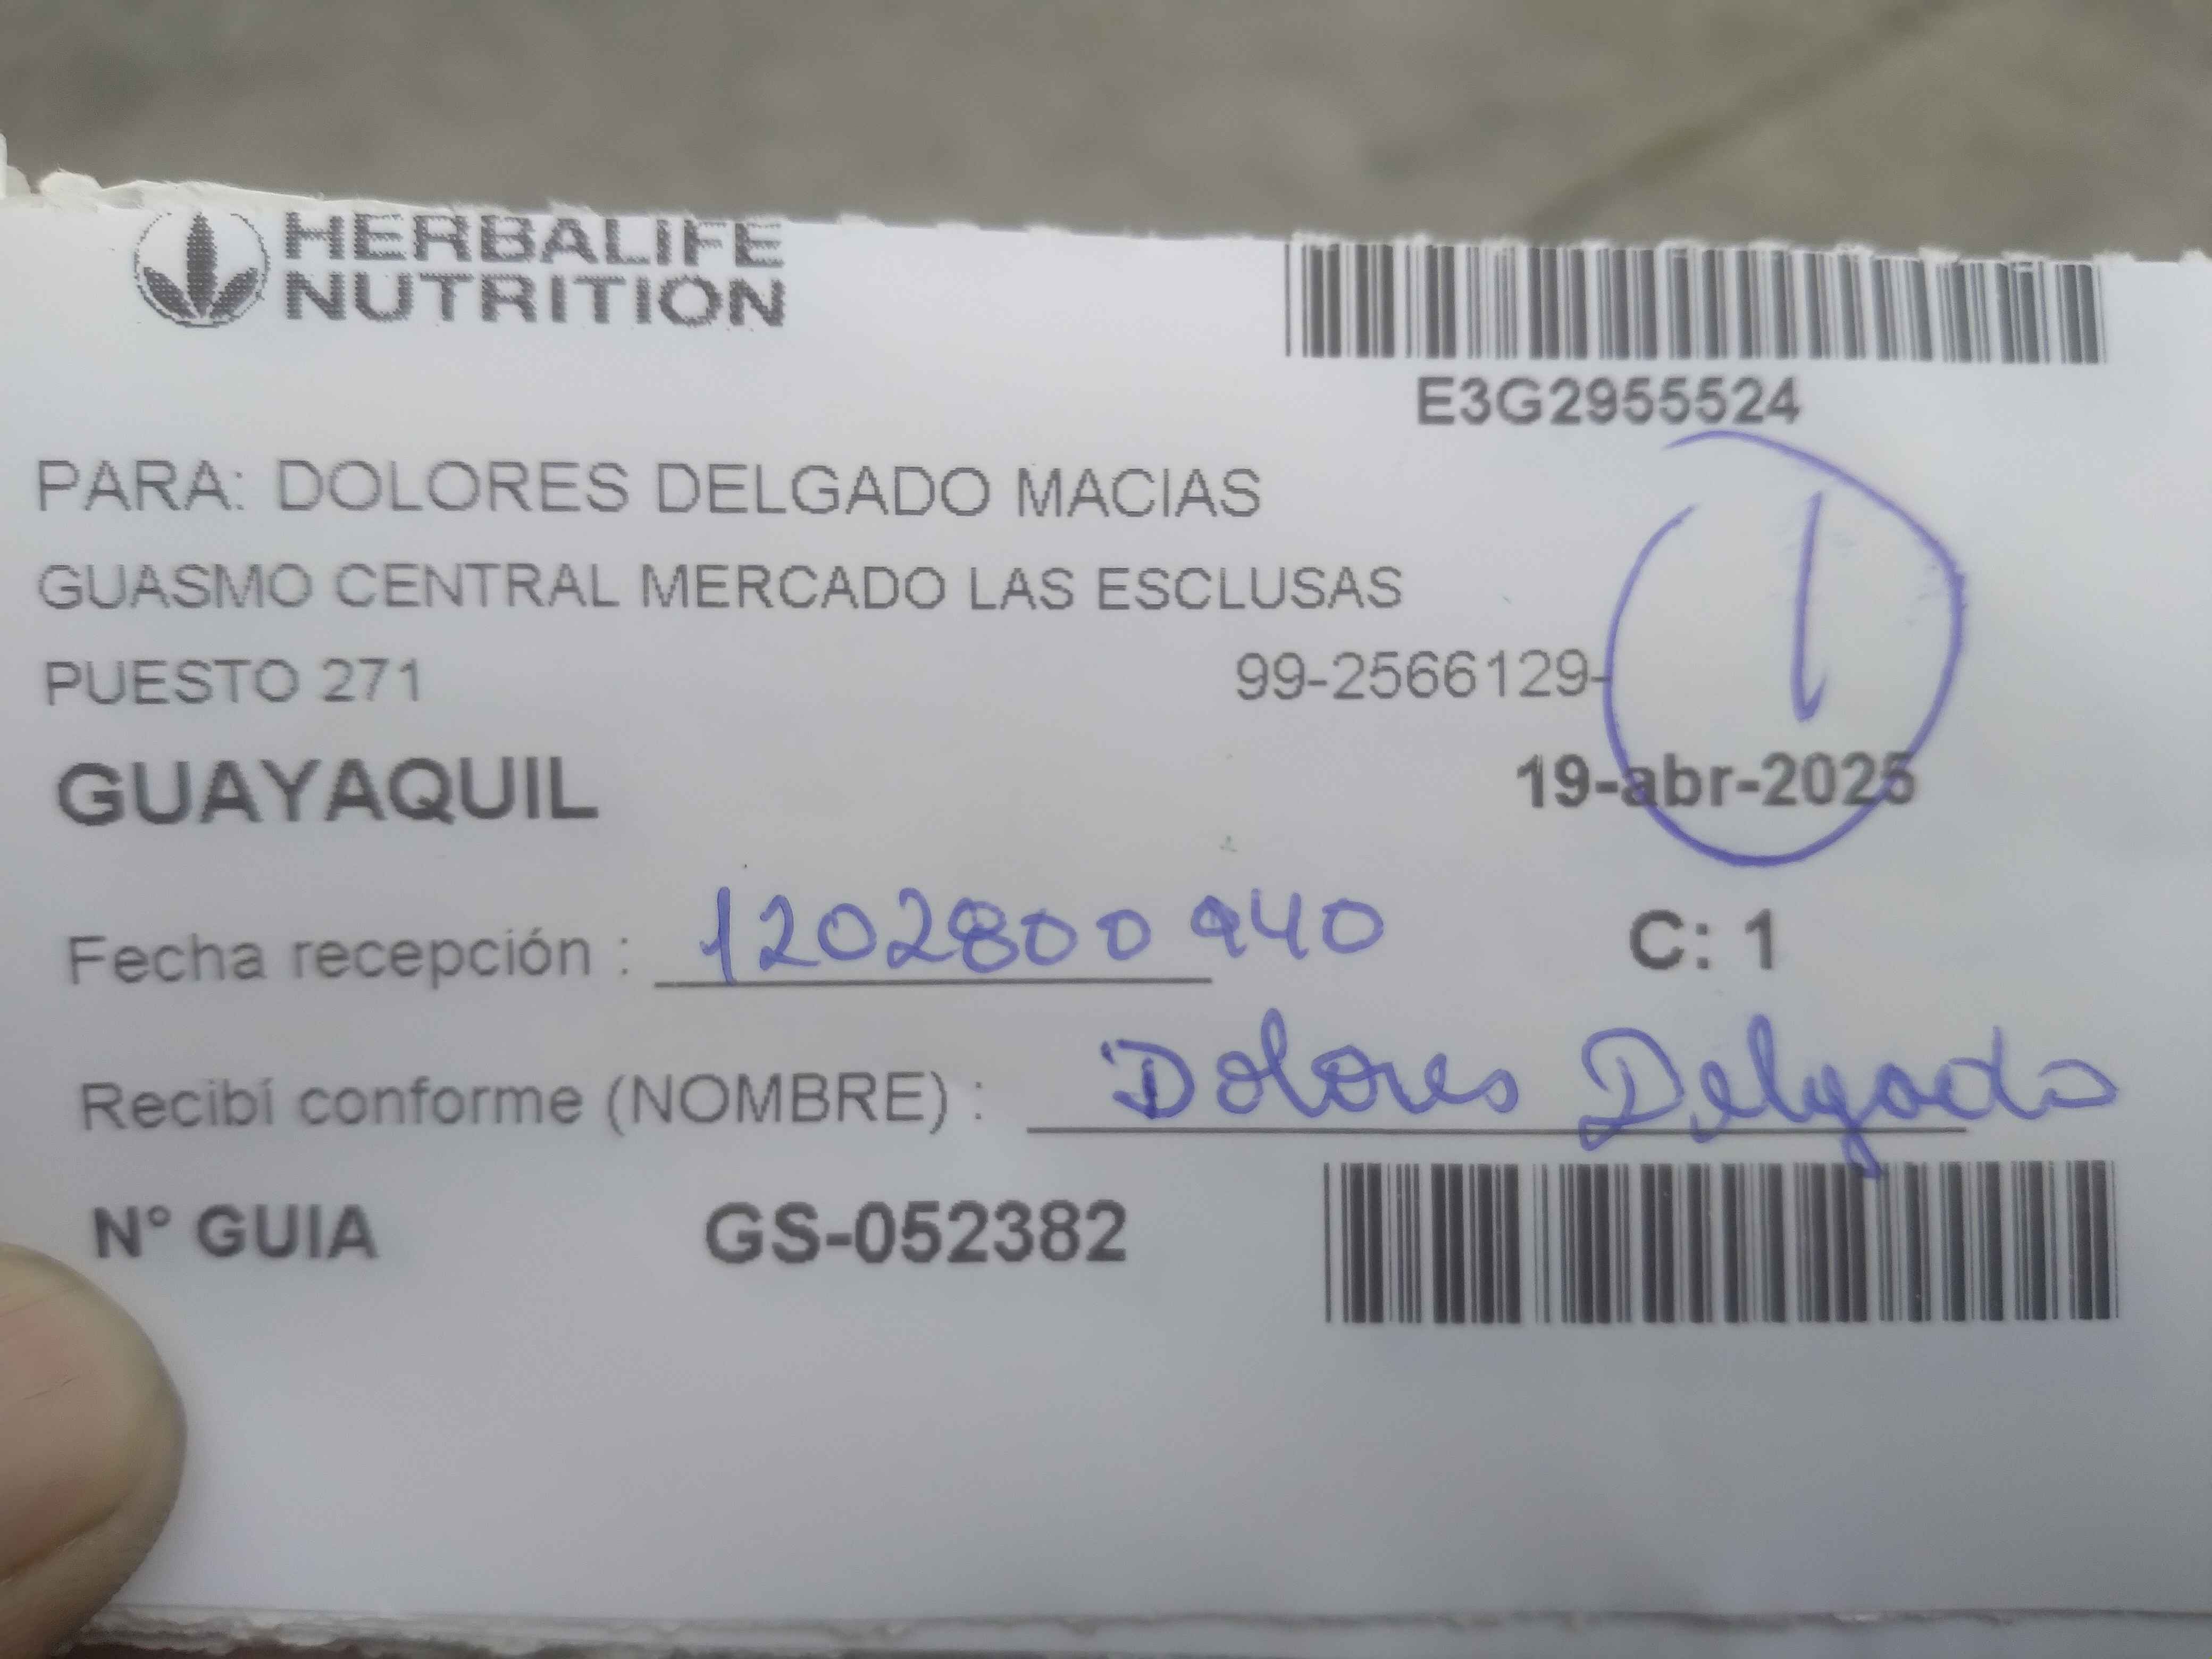 HERBALIFE
NUTRITION
E3G2955524
PARA: DOLORES DELGADO MACIAS
GUASMO CENTRAL MERCADO LAS ESCLUSAS
PUESTO 271 99-2566129-
1
GUAYAQUIL 19-abr-2025
Fecha recepción : 1202800940 C: 1
Recibí conforme (NOMBRE) : Dolores Delgado
N° GUIA GS-052382